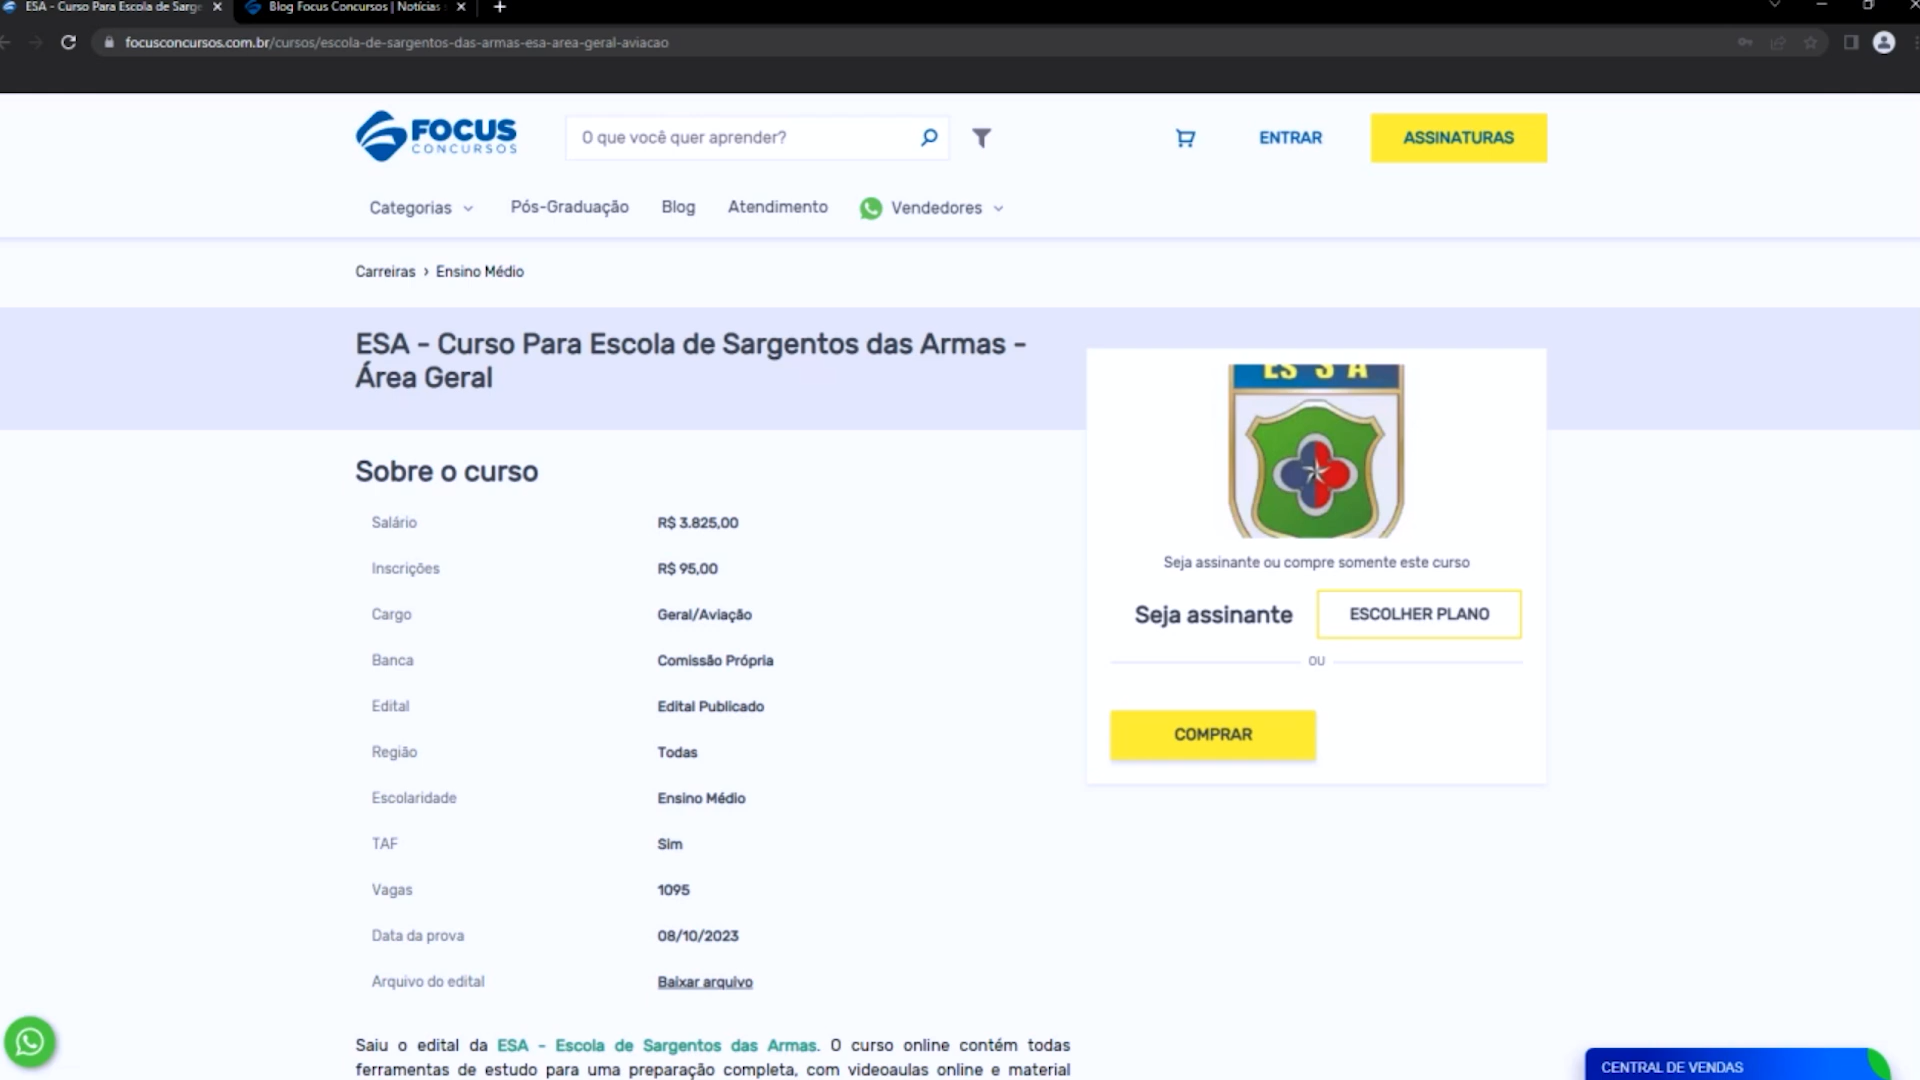 ESA - Curso Para Escola de Sarge
Blog Focus Concursos | Notícias
focusconcursos.com.br/cursos/escola-de-sargentos-das-armas-esa-area-geral-aviacao
FOCUS
CONCURSOS
O que você quer aprender?
ENTRAR
ASSINATURAS
Categorias
Pós-Graduação
Blog
Atendimento
Vendedores
Carreiras › Ensino Médio
ESA - Curso Para Escola de Sargentos das Armas -
Área Geral
ES S A
Sobre o curso
Salário R$ 3.825,00
Inscrições R$ 95,00
Cargo Geral/Aviação
Banca Comissão Própria
Edital Edital Publicado
Região Todas
Escolaridade Ensino Médio
TAF Sim
Vagas 1095
Data da prova 08/10/2023
Arquivo do edital Baixar arquivo
Seja assinante ou compre somente este curso
Seja assinante
ESCOLHER PLANO
OU
COMPRAR
Saiu o edital da ESA - Escola de Sargentos das Armas. O curso online contém todas
ferramentas de estudo para uma preparação completa, com videoaulas online e material
CENTRAL DE VENDAS